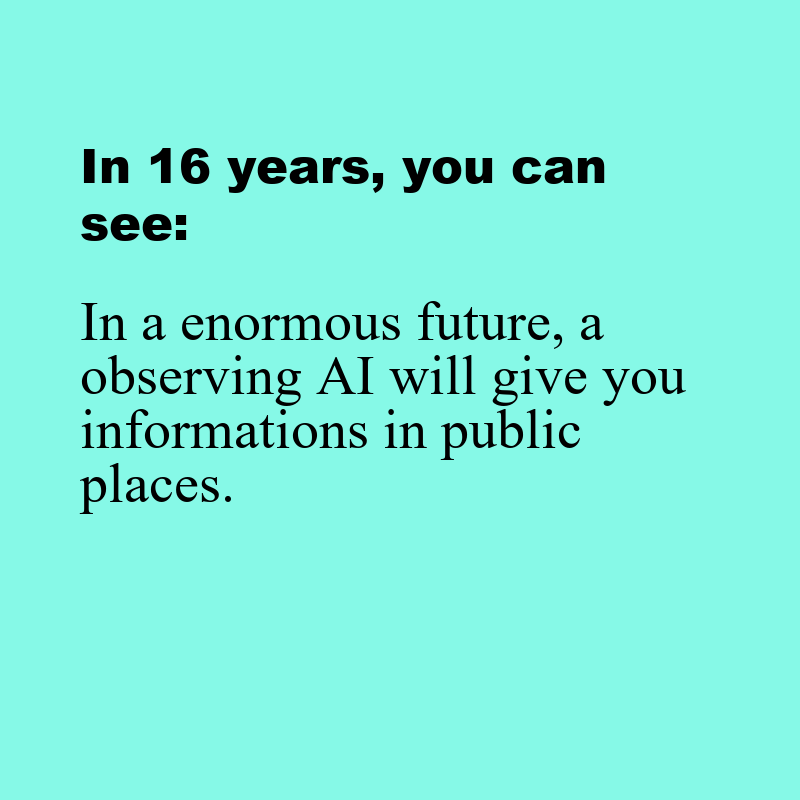 In 16 years, you can
see:
In a enormous future, a
observing AI will give you
informations in public
places.